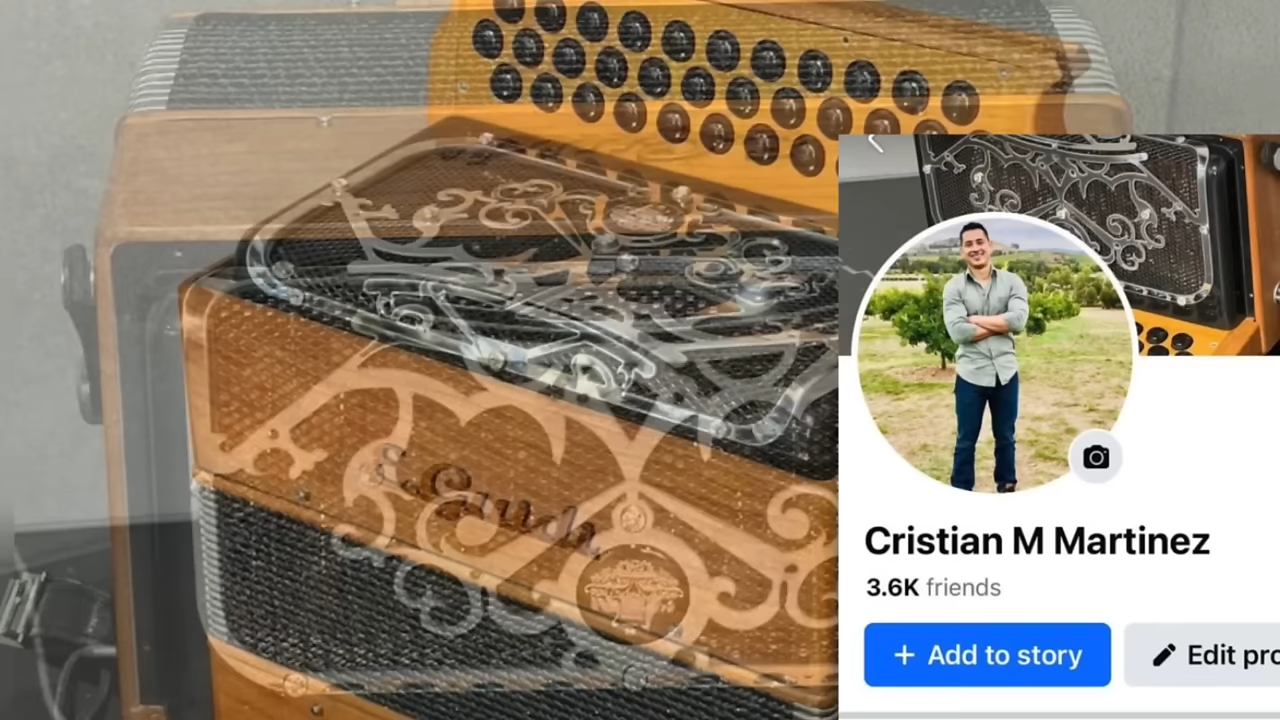 Cristian M Martinez
3.6K friends
+ Add to story
Edit pro